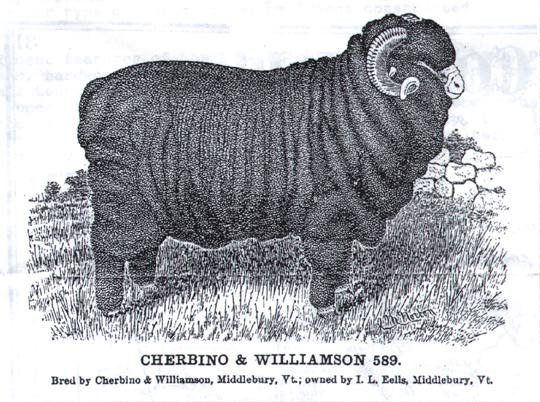 CHERBINO & WILLIAMSON 589.
Bred by Cherbino & Williamson, Middlebury, Vt.; owned by I. L. Eells, Middlebury, Vt.